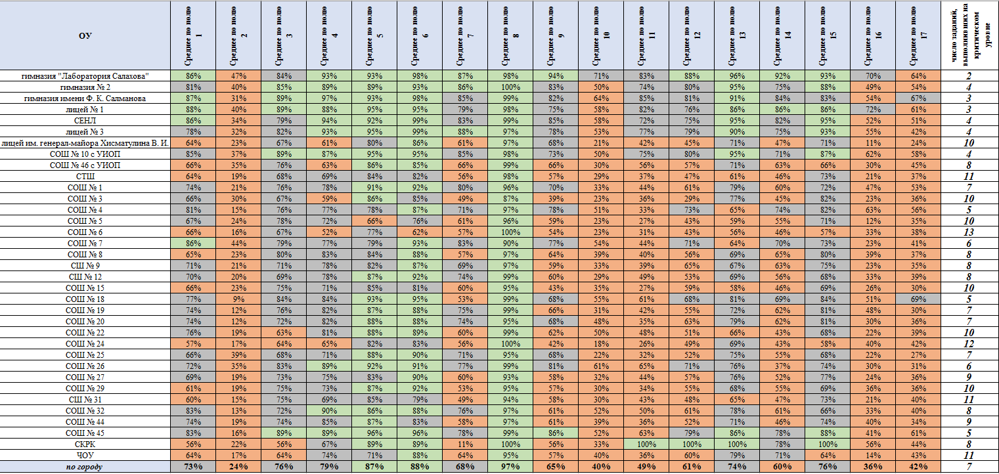 ОУ Среднее по полю 1 Среднее по полю 2 Среднее по полю 3 Среднее по полю 4 Среднее по полю 5 Среднее по полю 6 Среднее по полю 7 Среднее по полю 8 Среднее по полю 9 Среднее по полю 10 Среднее по полю 11 Среднее по полю 12 Среднее по полю 13 Среднее по полю 14 Среднее по полю 15 Среднее по полю 16 Среднее по полю 17 число заданий, выполнивших на критическом уровне
гимназия "Лаборатория Салахова" 86% 47% 84% 93% 93% 98% 87% 98% 94% 71% 83% 88% 96% 92% 93% 70% 64% 2
гимназия № 2 81% 40% 85% 89% 89% 93% 86% 100% 83% 50% 74% 80% 95% 75% 88% 49% 54% 4
гимназия имени Ф. К. Салманова 87% 31% 89% 97% 93% 98% 85% 99% 82% 64% 85% 81% 91% 84% 83% 54% 67% 3
лицей № 1 88% 40% 89% 88% 95% 95% 79% 98% 75% 58% 82% 76% 86% 86% 86% 72% 61% 3
СЕНЛ 86% 34% 79% 94% 92% 99% 83% 99% 85% 58% 72% 75% 95% 82% 95% 52% 51% 4
лицей № 3 78% 32% 82% 93% 95% 99% 88% 97% 78% 53% 77% 79% 90% 75% 93% 55% 42% 4
лицей им. генерал-майора Хисматулина В. И. 64% 23% 67% 61% 80% 86% 61% 97% 68% 21% 42% 45% 71% 47% 71% 11% 24% 10
СОШ № 10 с УИОП 85% 37% 89% 87% 95% 95% 85% 98% 73% 50% 75% 80% 95% 71% 87% 62% 58% 4
СОШ № 46 с УИОП 66% 35% 76% 63% 86% 85% 66% 99% 66% 30% 56% 57% 71% 63% 66% 30% 45% 8
СТШ 64% 19% 68% 69% 84% 82% 56% 98% 57% 29% 37% 47% 61% 46% 73% 21% 37% 11
СОШ № 1 74% 21% 76% 78% 91% 92% 80% 96% 70% 33% 44% 61% 79% 60% 72% 47% 53% 7
СОШ № 3 66% 30% 67% 59% 86% 85% 49% 87% 39% 23% 36% 29% 77% 45% 82% 23% 36% 10
СОШ № 4 81% 15% 76% 77% 78% 87% 71% 97% 78% 51% 33% 73% 65% 74% 82% 63% 56% 5
СОШ № 5 67% 24% 78% 72% 66% 76% 61% 96% 59% 23% 27% 43% 59% 55% 71% 12% 35% 10
СОШ № 6 66% 16% 67% 52% 77% 62% 57% 100% 54% 23% 31% 43% 56% 46% 57% 33% 38% 13
СОШ № 7 86% 44% 79% 77% 79% 93% 83% 90% 77% 54% 44% 71% 64% 70% 73% 23% 41% 6
СОШ № 8 65% 23% 80% 83% 84% 88% 57% 97% 64% 39% 40% 56% 69% 65% 80% 39% 37% 8
СШ № 9 71% 21% 71% 78% 82% 87% 69% 97% 59% 33% 39% 65% 67% 63% 75% 23% 35% 8
СШ № 12 70% 20% 69% 78% 87% 92% 74% 99% 60% 29% 49% 53% 69% 56% 68% 33% 39% 8
СОШ № 15 66% 23% 75% 71% 85% 81% 60% 95% 43% 35% 27% 59% 58% 46% 69% 26% 30% 10
СОШ № 18 77% 9% 84% 84% 93% 95% 53% 99% 68% 55% 61% 68% 81% 69% 84% 51% 69% 5
СОШ № 19 74% 12% 76% 82% 87% 88% 75% 99% 66% 31% 42% 55% 72% 62% 81% 48% 30% 7
СОШ № 20 74% 12% 72% 82% 88% 88% 74% 95% 68% 48% 35% 63% 79% 62% 81% 30% 36% 7
СОШ № 22 76% 19% 63% 81% 88% 89% 60% 99% 62% 50% 48% 51% 66% 43% 68% 22% 39% 10
СОШ № 24 57% 17% 64% 65% 82% 83% 56% 100% 42% 18% 26% 49% 69% 43% 58% 40% 42% 12
СОШ № 25 66% 39% 68% 71% 88% 90% 71% 95% 68% 22% 32% 52% 75% 55% 68% 22% 27% 7
СОШ № 26 72% 35% 83% 89% 92% 91% 77% 99% 81% 61% 65% 71% 76% 37% 74% 30% 31% 6
СОШ № 27 69% 19% 73% 75% 83% 90% 60% 93% 58% 32% 44% 57% 76% 52% 77% 24% 36% 9
СОШ № 29 61% 19% 75% 73% 87% 92% 53% 95% 57% 30% 34% 55% 68% 55% 69% 36% 36% 10
СШ № 31 60% 15% 75% 69% 85% 79% 49% 94% 58% 30% 43% 48% 65% 47% 73% 21% 40% 11
СОШ № 32 83% 13% 72% 90% 86% 88% 76% 97% 61% 52% 50% 61% 78% 61% 66% 33% 40% 8
СОШ № 44 74% 19% 74% 85% 87% 83% 58% 97% 61% 39% 36% 52% 71% 46% 74% 40% 34% 9
СОШ № 45 83% 16% 89% 89% 96% 96% 78% 99% 86% 52% 63% 79% 86% 78% 88% 41% 61% 5
СКРК 56% 22% 56% 67% 89% 89% 11% 100% 56% 33% 100% 100% 100% 78% 100% 56% 44% 8
ЧОУ 64% 17% 64% 74% 71% 88% 64% 95% 57% 40% 36% 60% 79% 71% 64% 14% 43% 11
по городу 73% 24% 76% 79% 87% 88% 68% 97% 65% 40% 49% 61% 74% 60% 76% 36% 42% 7